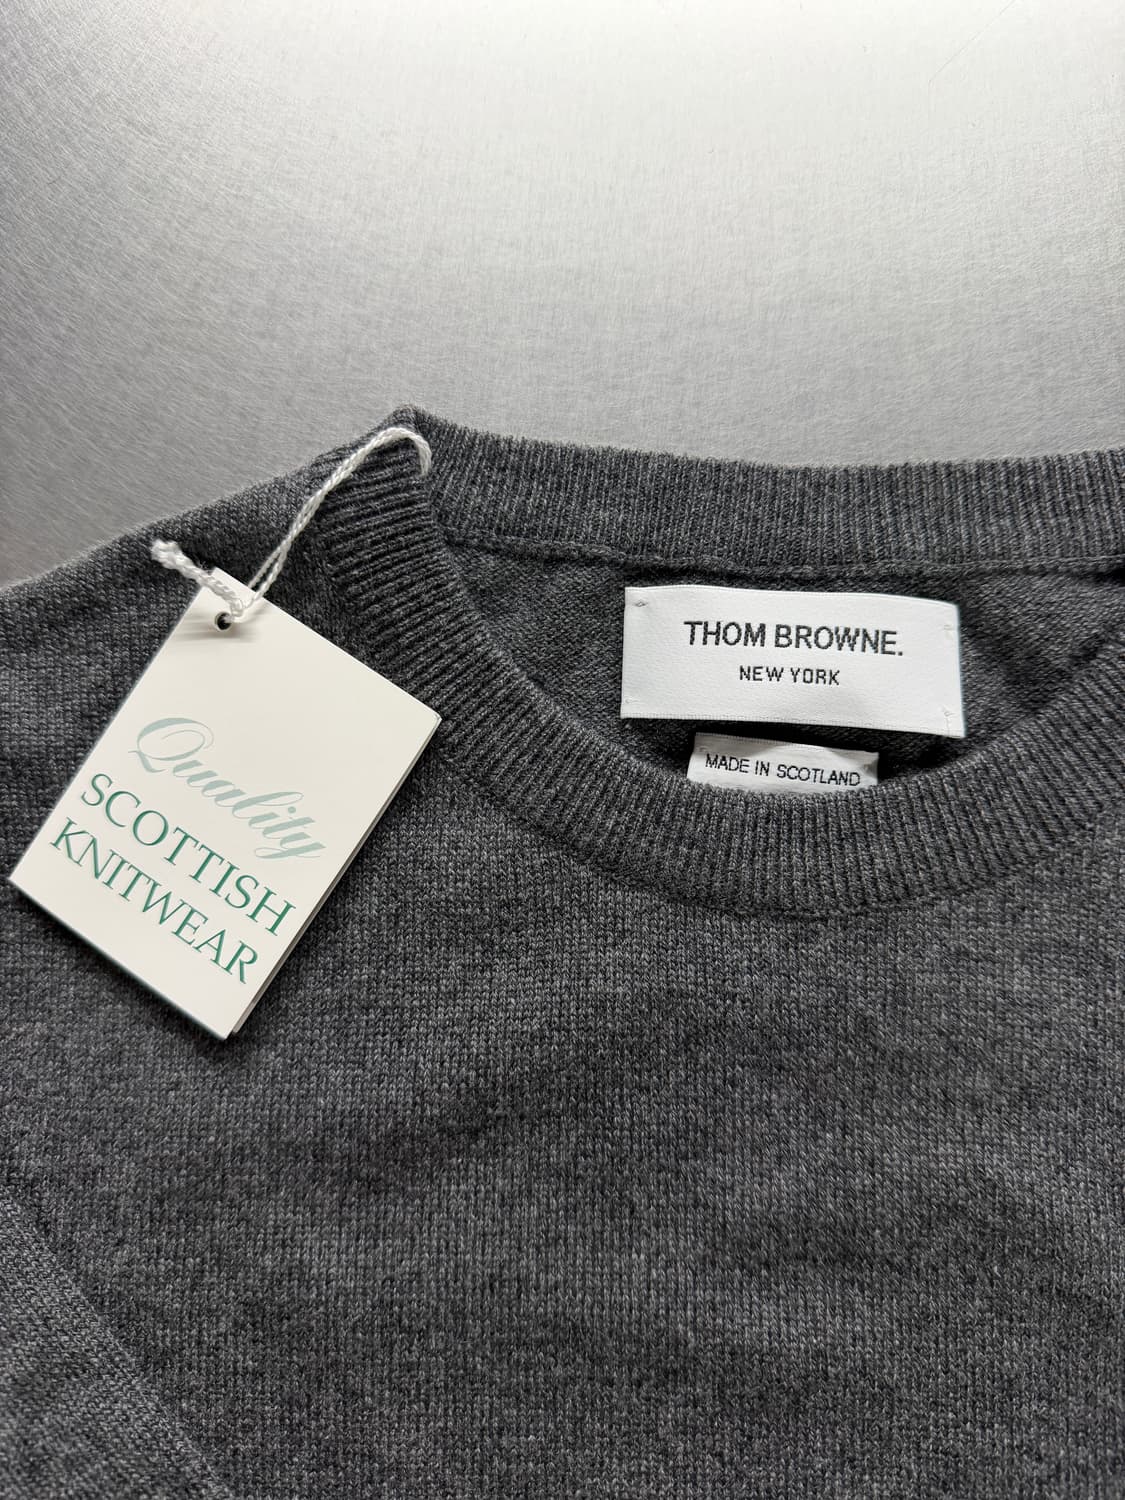 THOM BROWNE.
NEW YORK
MADE IN SCOTLAND
Quality
SCOTTISH
KNITWEAR